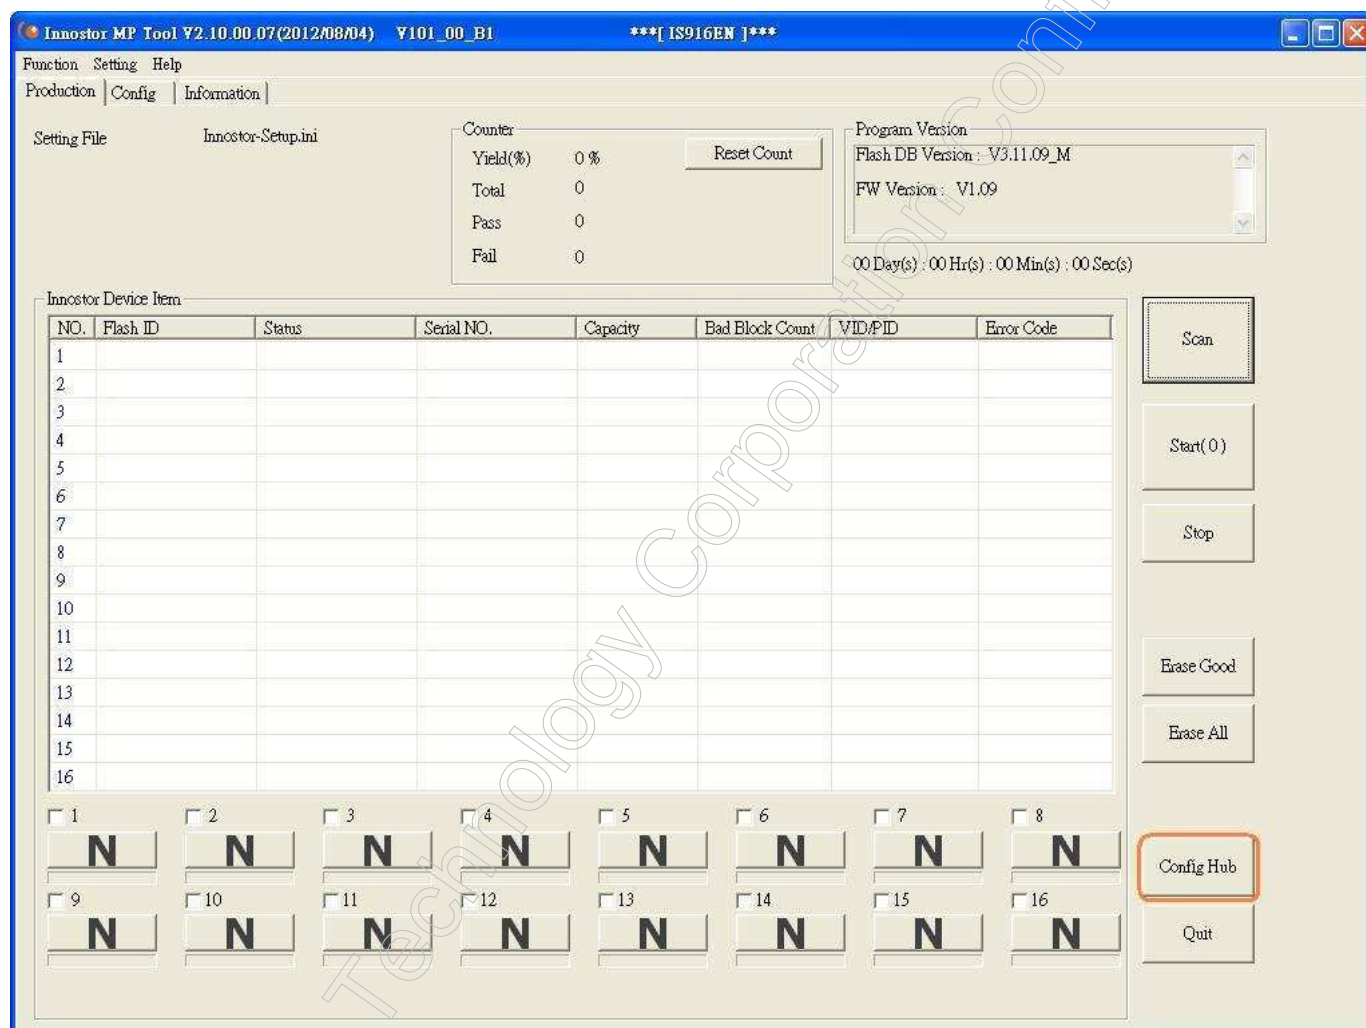 Innostor MP Tool V2.10.00.07(2012/08/04) V101_00_B1 ***[ IS916EN ]***
Function Setting Help
Production Config Information
Setting File Innostor-Setup.ini
Counter
Yield(%) 0 %
Reset Count
Total 0
Pass 0
Fail 0
Program Version
Flash DB Version : V3.11.09_M
FW Version : V1.09
00 Day(s) : 00 Hr(s) : 00 Min(s) : 00 Sec(s)
Innostor Device Item
NO. Flash ID Status Serial NO. Capacity Bad Block Count VID/PID Error Code
1
2
3
4
5
6
7
8
9
10
11
12
13
14
15
16
Scan
Start( 0 )
Stop
Erase Good
Erase All
Config Hub
Quit
1 2 3 4 5 6 7 8
N N N N N N N N
9 10 11 12 13 14 15 16
N N N N N N N N
Technology Corporation